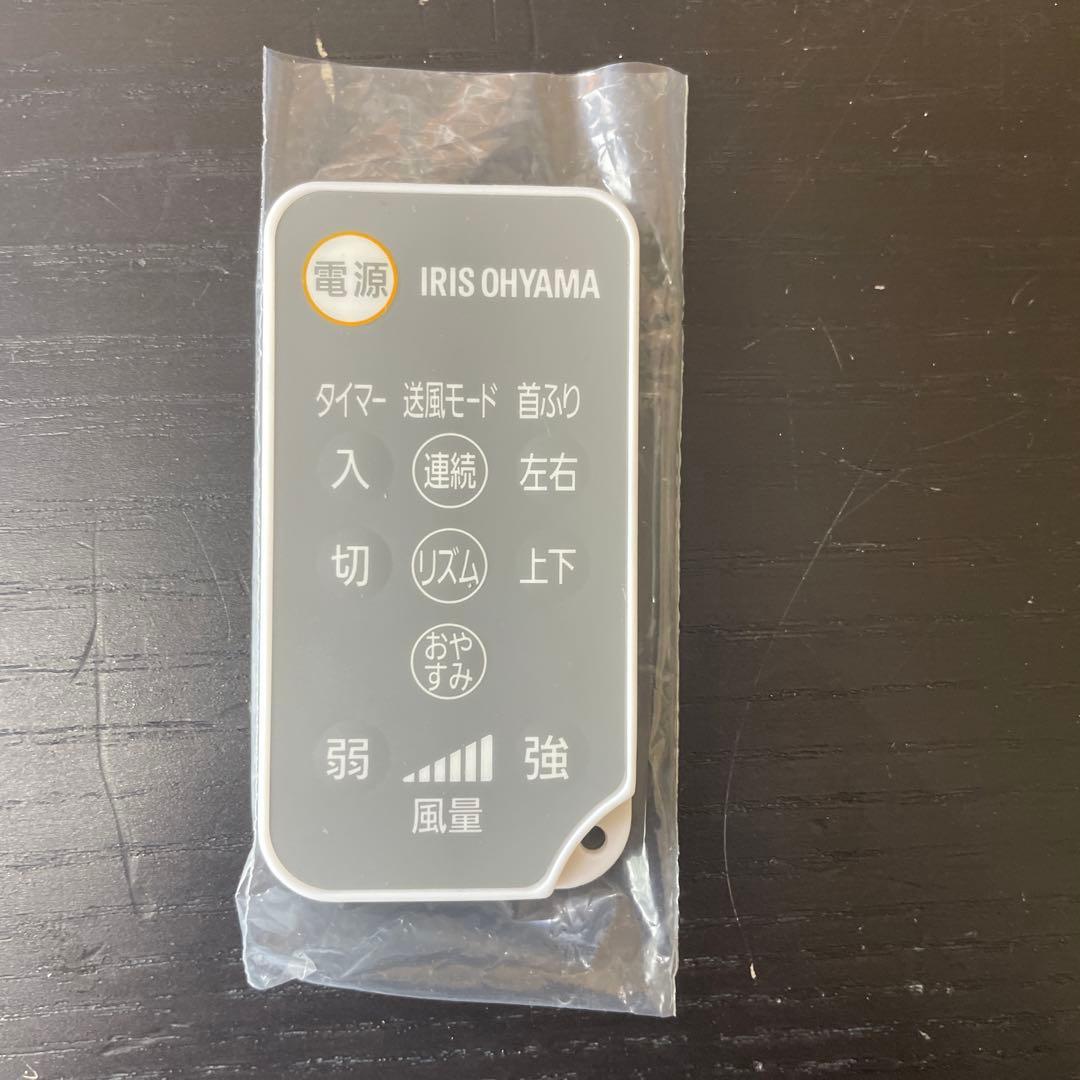 電源 IRIS OHYAMA
タイマー 送風モード 首ふり
入 連続 左右
切 リズム 上下
おや
すみ
弱 強
風量